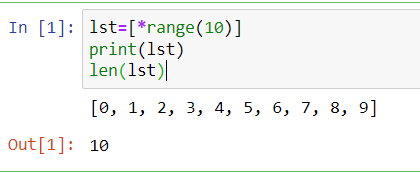 In [1]: lst=[*range(10)]
print(lst)
len(lst)
[0, 1, 2, 3, 4, 5, 6, 7, 8, 9]
Out[1]: 10